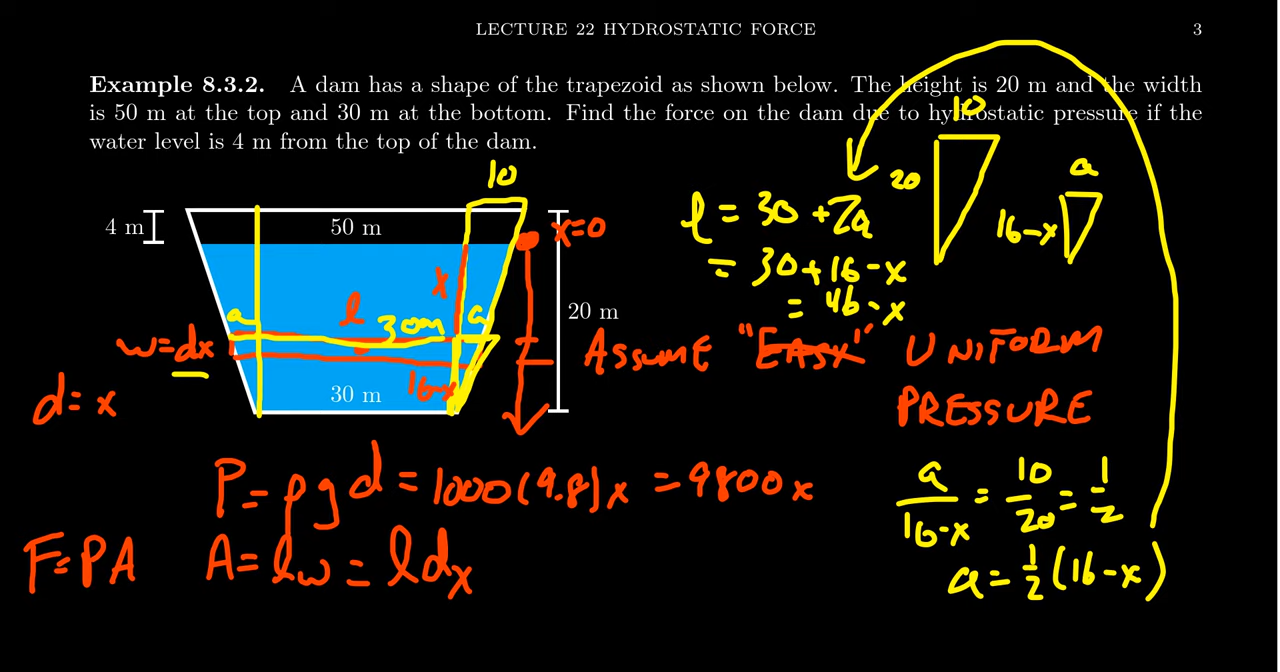 LECTURE 22 HYDROSTATIC FORCE 3
Example 8.3.2. A dam has a shape of the trapezoid as shown below. The height is 20 m and the width
is 50 m at the top and 30 m at the bottom. Find the force on the dam due to hydrostatic pressure if the
water level is 4 m from the top of the dam.
10
10
a
20
16-x
4 m
50 m
x=0
l = 30 + 2a
= 30 + 16 - x
= 46 - x
x
20 m
a
l
30m
a
w=dx
16-x
30 m
ASSUME "EASY" UNIFORM
PRESSURE
d=x
P= ρgd = 1000(9.8)x = 9800x
a/16-x = 10/20 = 1/2
F=PA A= lw = ldx
a = 1/2 (16-x)